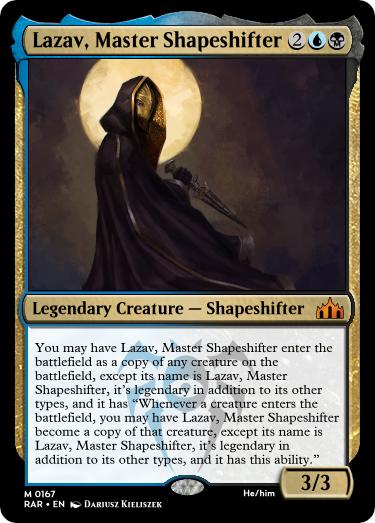 Lazav, Master Shapeshifter 2
Legendary Creature — Shapeshifter
You may have Lazav, Master Shapeshifter enter the
battlefield as a copy of any creature on the
battlefield, except its name is Lazav, Master
Shapeshifter, it's legendary in addition to its other
types, and it has “Whenever a creature enters the
battlefield, you may have Lazav, Master Shapeshifter
become a copy of that creature, except its name is
Lazav, Master Shapeshifter, it's legendary in
addition to its other types, and it has this ability.”
3/3
M 0167
RAR • EN Dariusz Kieliszek
He/him